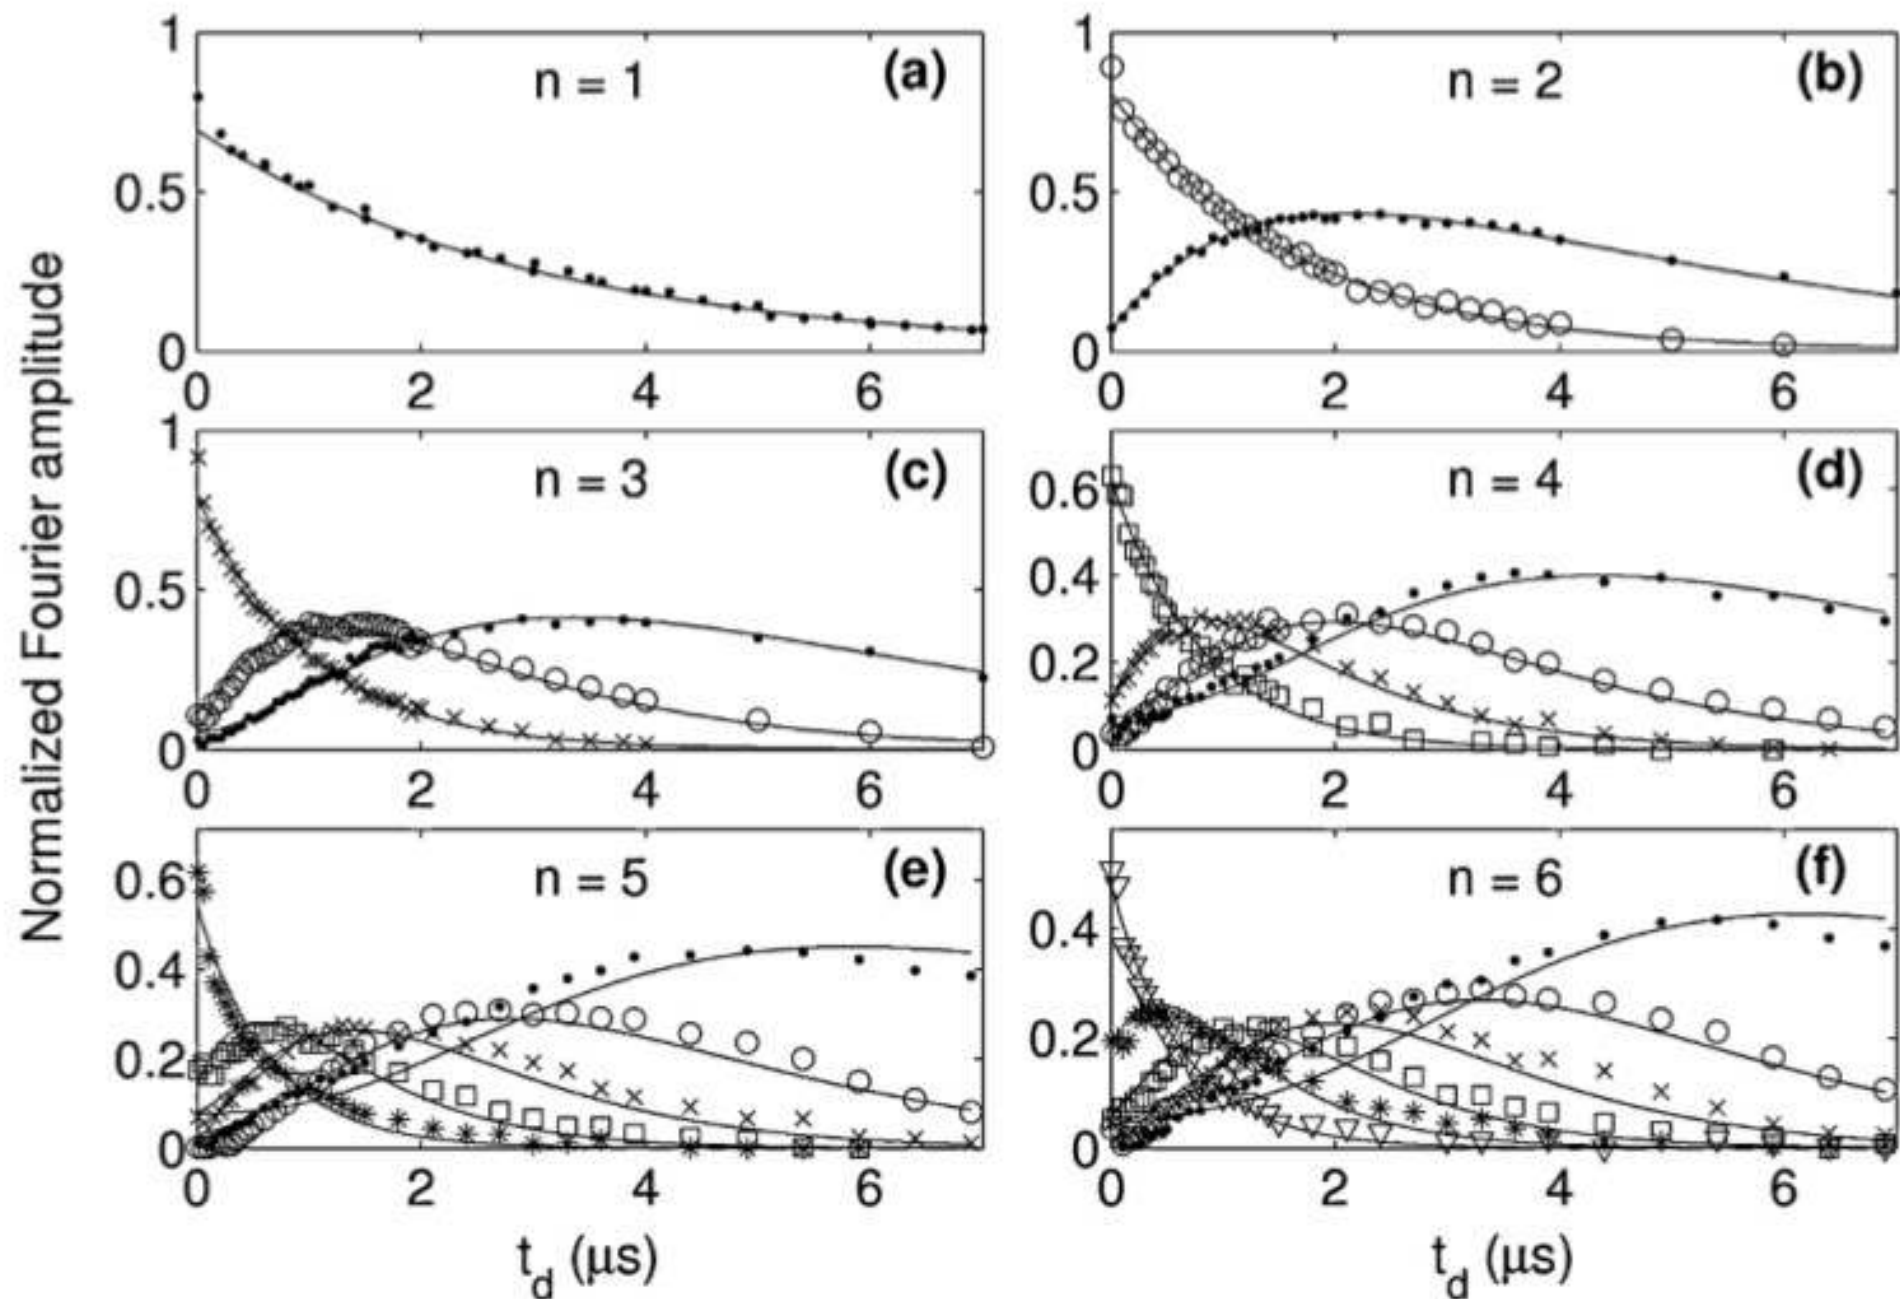 Normalized Fourier amplitude
1
0.5
0
0 2 4 6
n = 1
(a)
1
0.5
0
0 2 4 6
n = 2
(b)
1
0.5
0
0 2 4 6
n = 3
(c)
0.6
0.4
0.2
0
0 2 4 6
n = 4
(d)
0.6
0.4
0.2
0
0 2 4 6
n = 5
(e)
t_d (μs)
0.4
0.2
0
0 2 4 6
n = 6
(f)
t_d (μs)